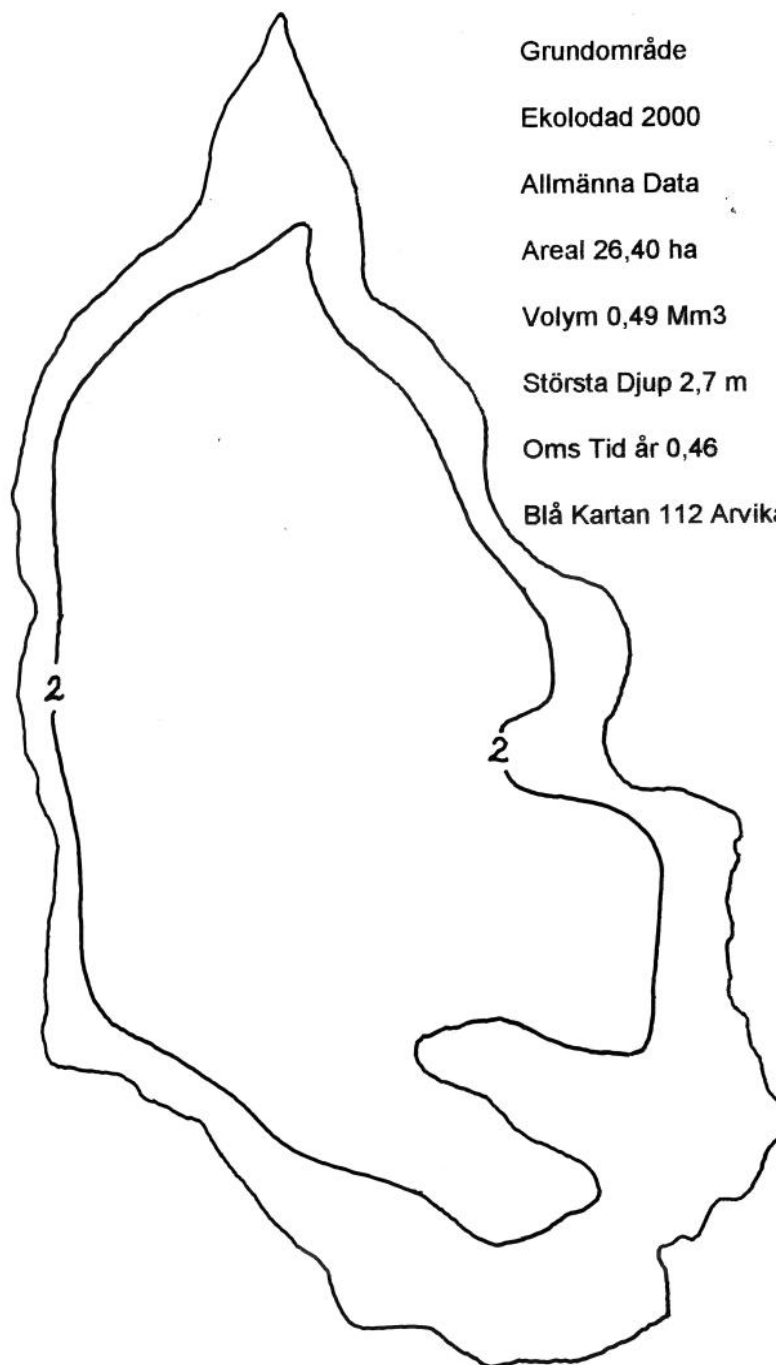 Grundområde
Ekolodad 2000
Allmänna Data
Areal 26,40 ha
Volym 0,49 Mm3
Största Djup 2,7 m
Oms Tid år 0,46
Blå Kartan 112 Arvika
2
2